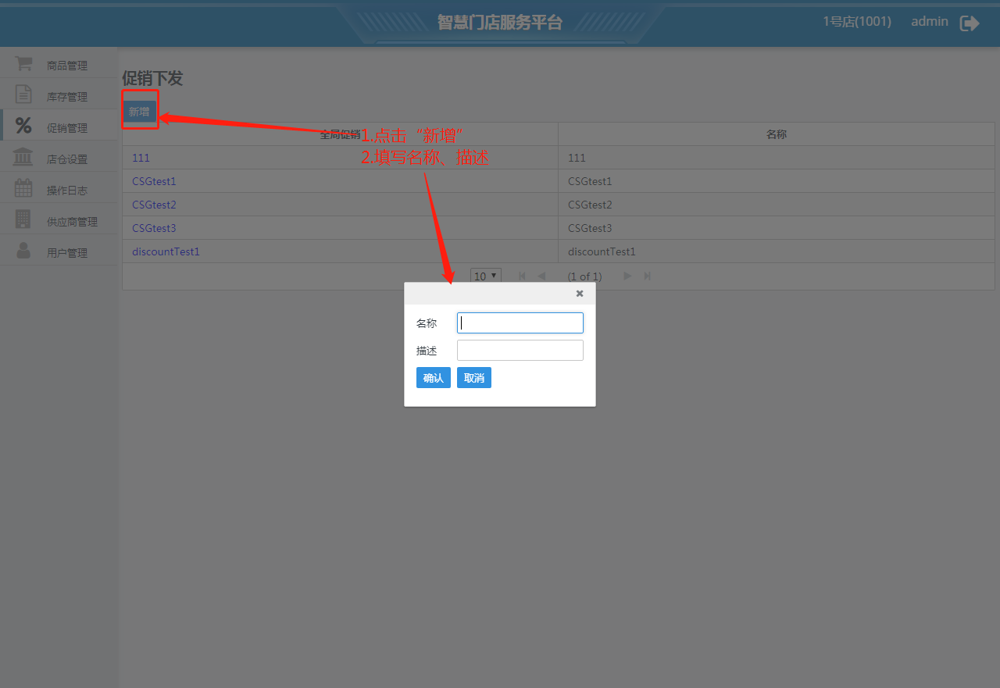 智慧门店服务平台
1号店(1001) admin
商品管理
库存管理
促销管理
店仓设置
操作日志
供应商管理
用户管理
促销下发
新增
1.点击“新增”
2.填写名称、描述
全局促销 名称
111 111
CSGtest1 CSGtest1
CSGtest2 CSGtest2
CSGtest3 CSGtest3
discountTest1 discountTest1
10 (1 of 1)
名称
描述
确认 取消